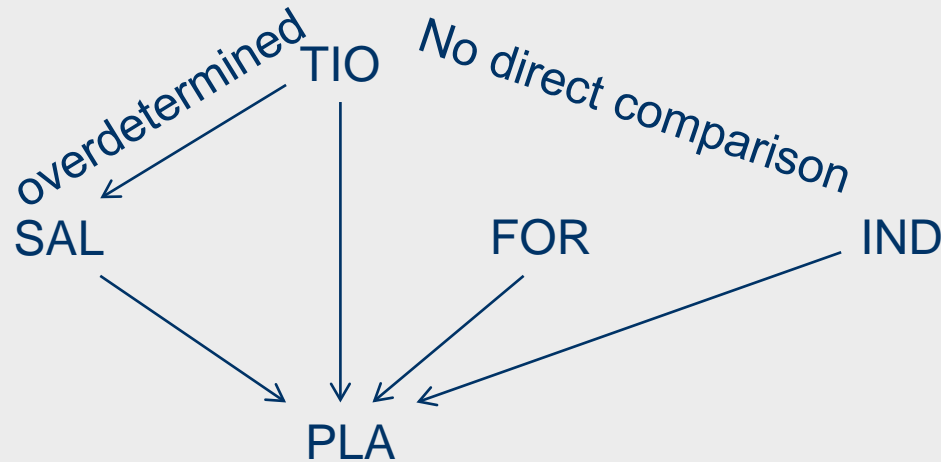 overdetermined
TIO
No direct comparison
SAL
FOR
IND
PLA